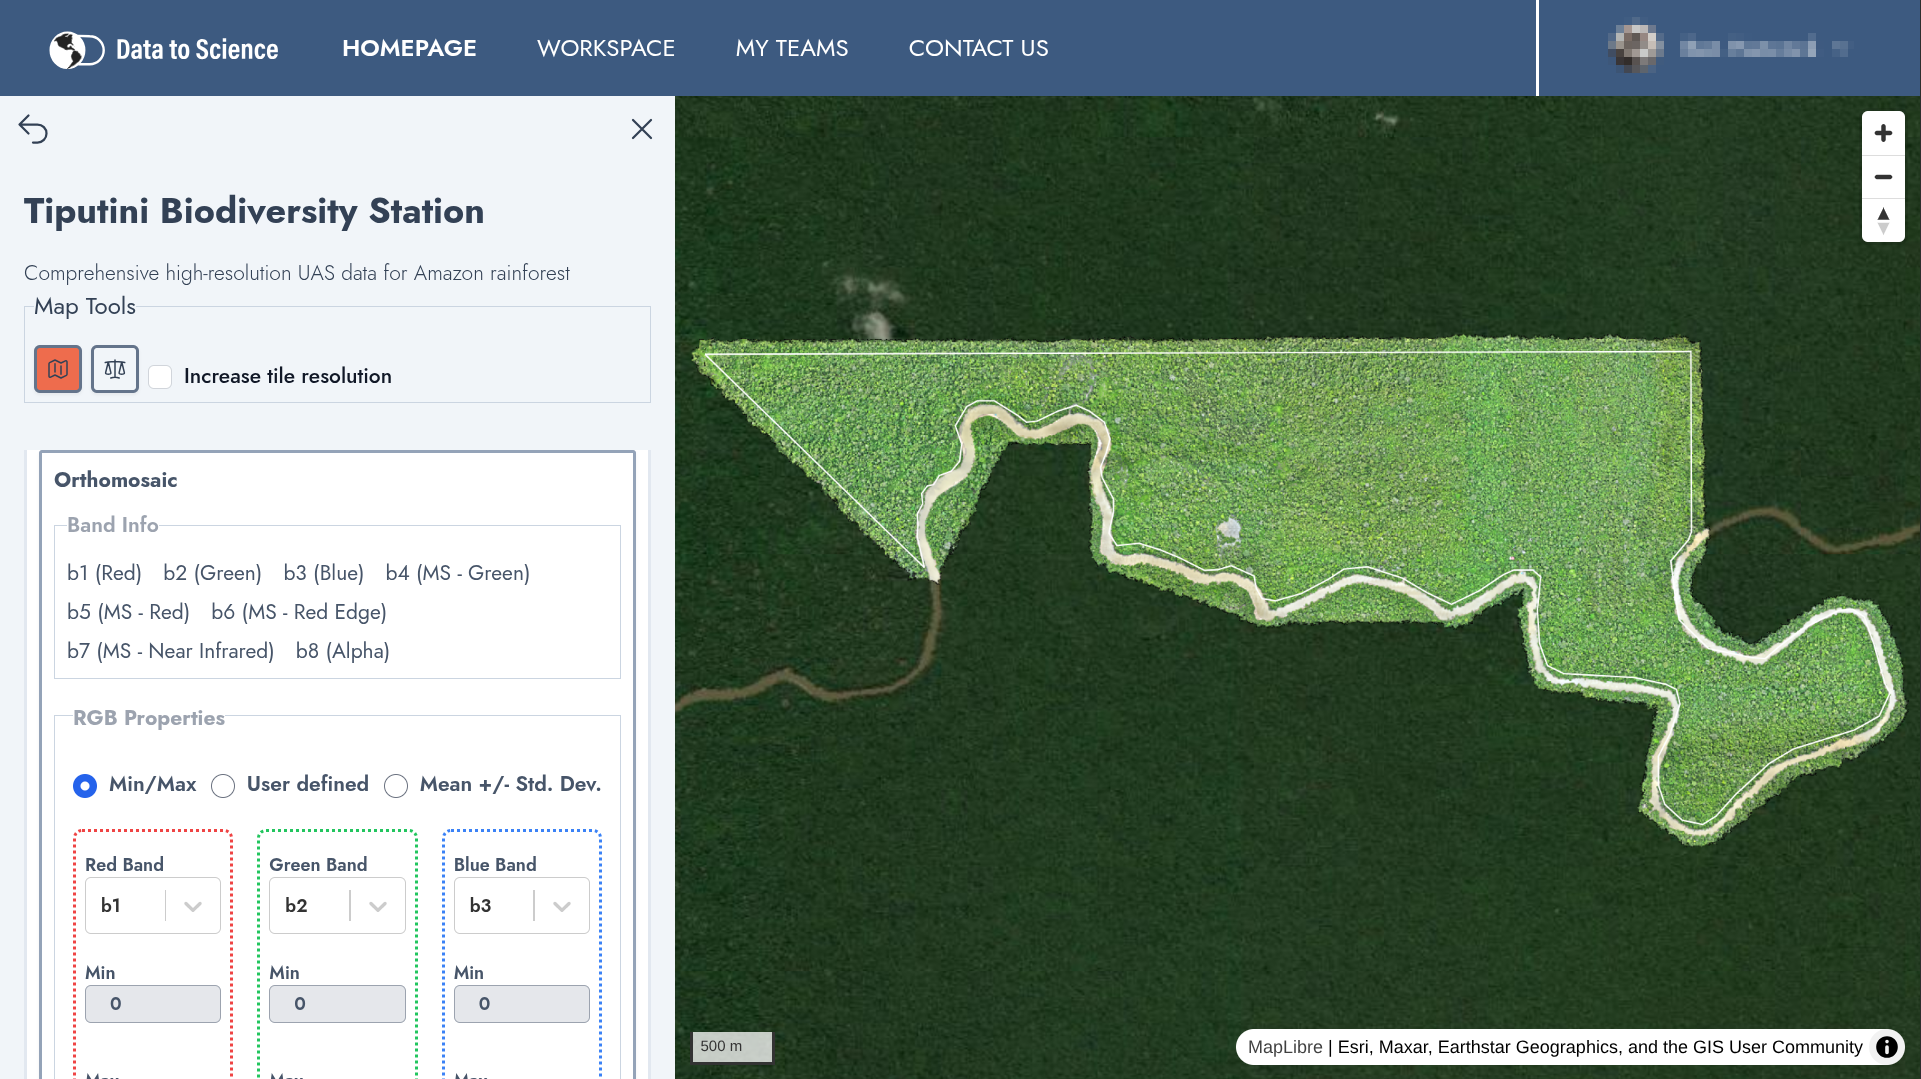 Data to Science HOMEPAGE WORKSPACE MY TEAMS CONTACT US
Tiputini Biodiversity Station
Comprehensive high-resolution UAS data for Amazon rainforest
Map Tools
Increase tile resolution
Orthomosaic
Band Info
b1 (Red) b2 (Green) b3 (Blue) b4 (MS - Green)
b5 (MS - Red) b6 (MS - Red Edge)
b7 (MS - Near Infrared) b8 (Alpha)
RGB Properties
Min/Max User defined Mean +/- Std. Dev.
Red Band Green Band Blue Band
b1 b2 b3
Min Min Min
0 0 0
500 m
MapLibre | Esri, Maxar, Earthstar Geographics, and the GIS User Community